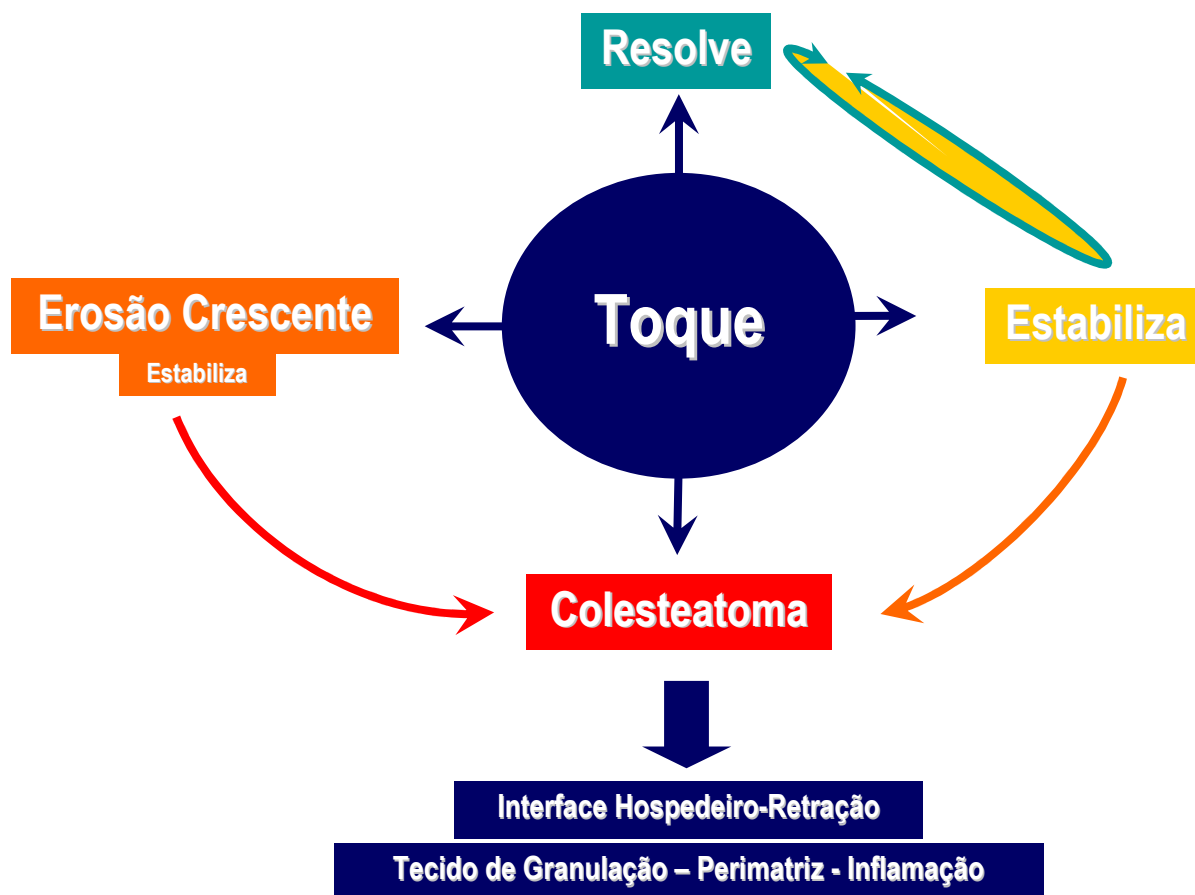 Resolve
Erosão Crescente
Estabiliza
Toque
Estabiliza
Colesteatoma
Interface Hospedeiro-Retração
Tecido de Granulação – Perimatriz - Inflamação